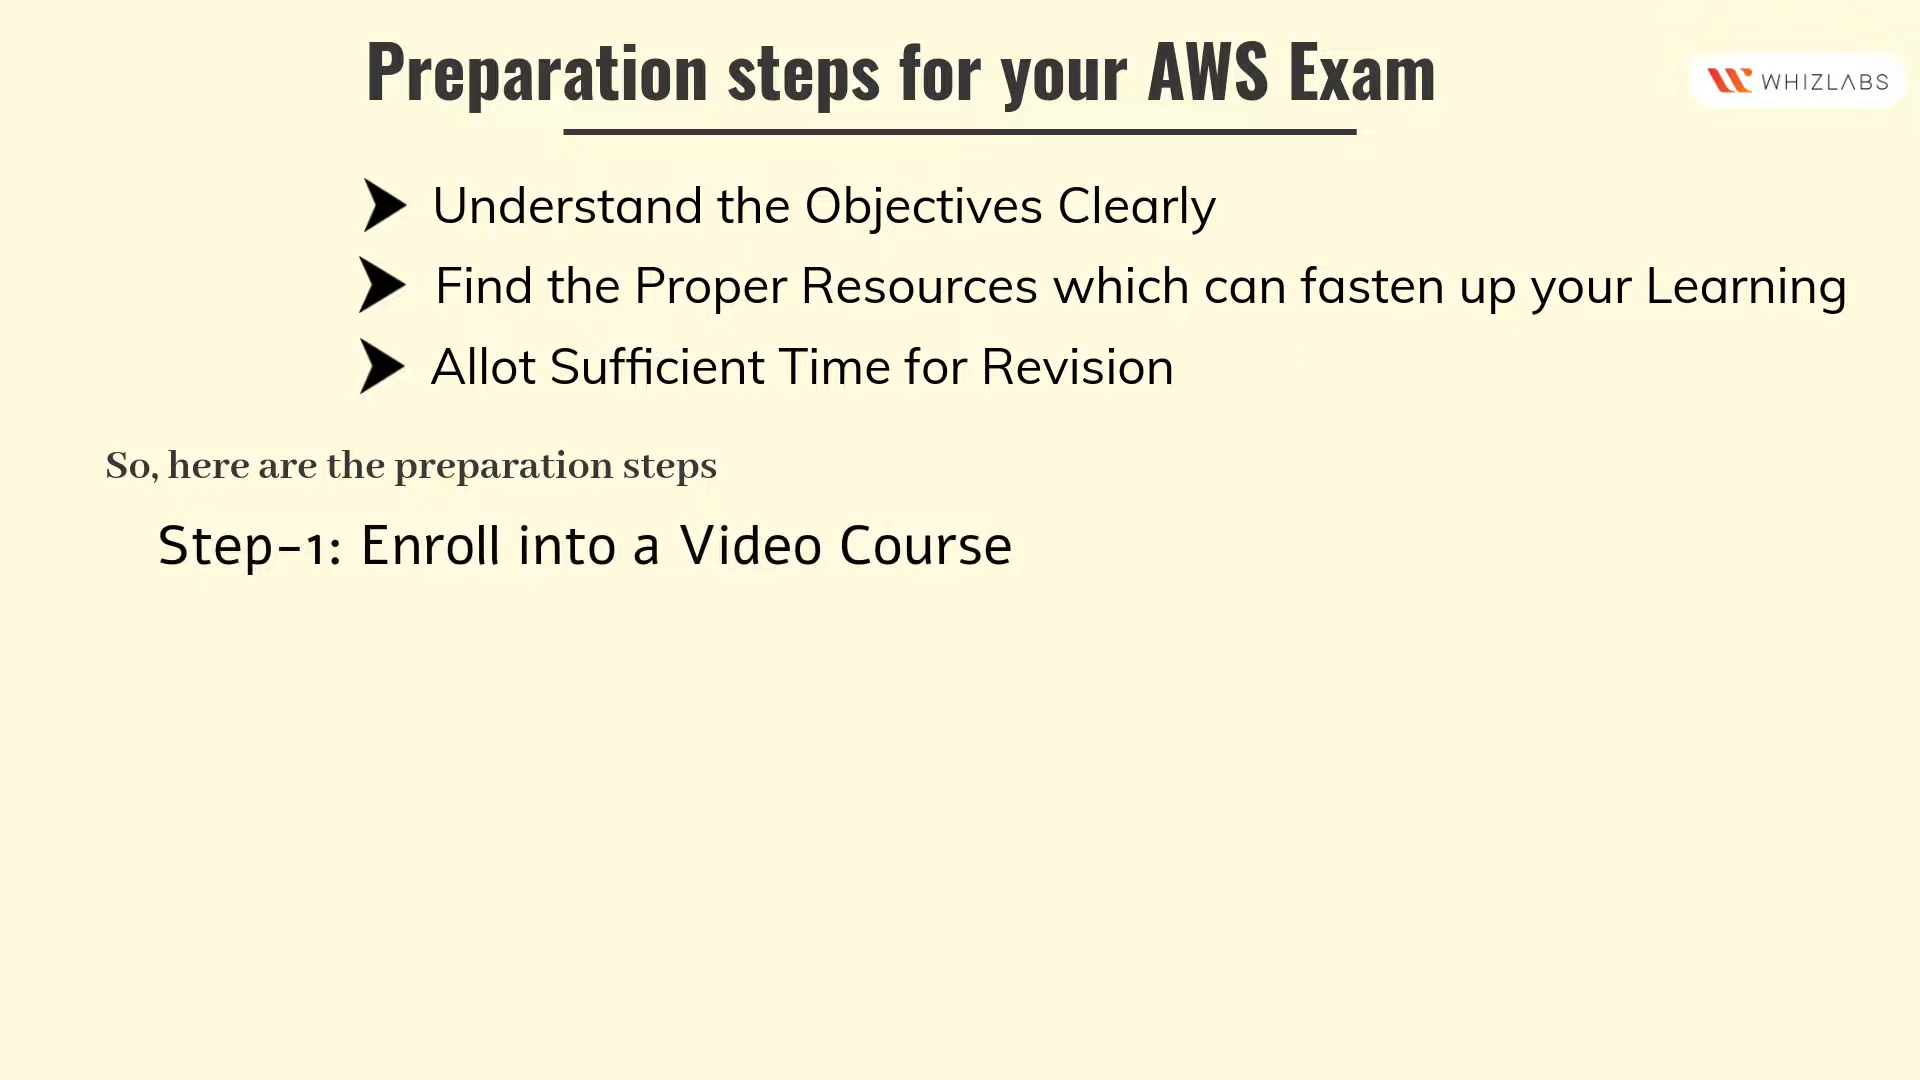 Preparation steps for your AWS Exam
WHIZLABS
Understand the Objectives Clearly
Find the Proper Resources which can fasten up your Learning
Allot Sufficient Time for Revision
So, here are the preparation steps
Step-1: Enroll into a Video Course